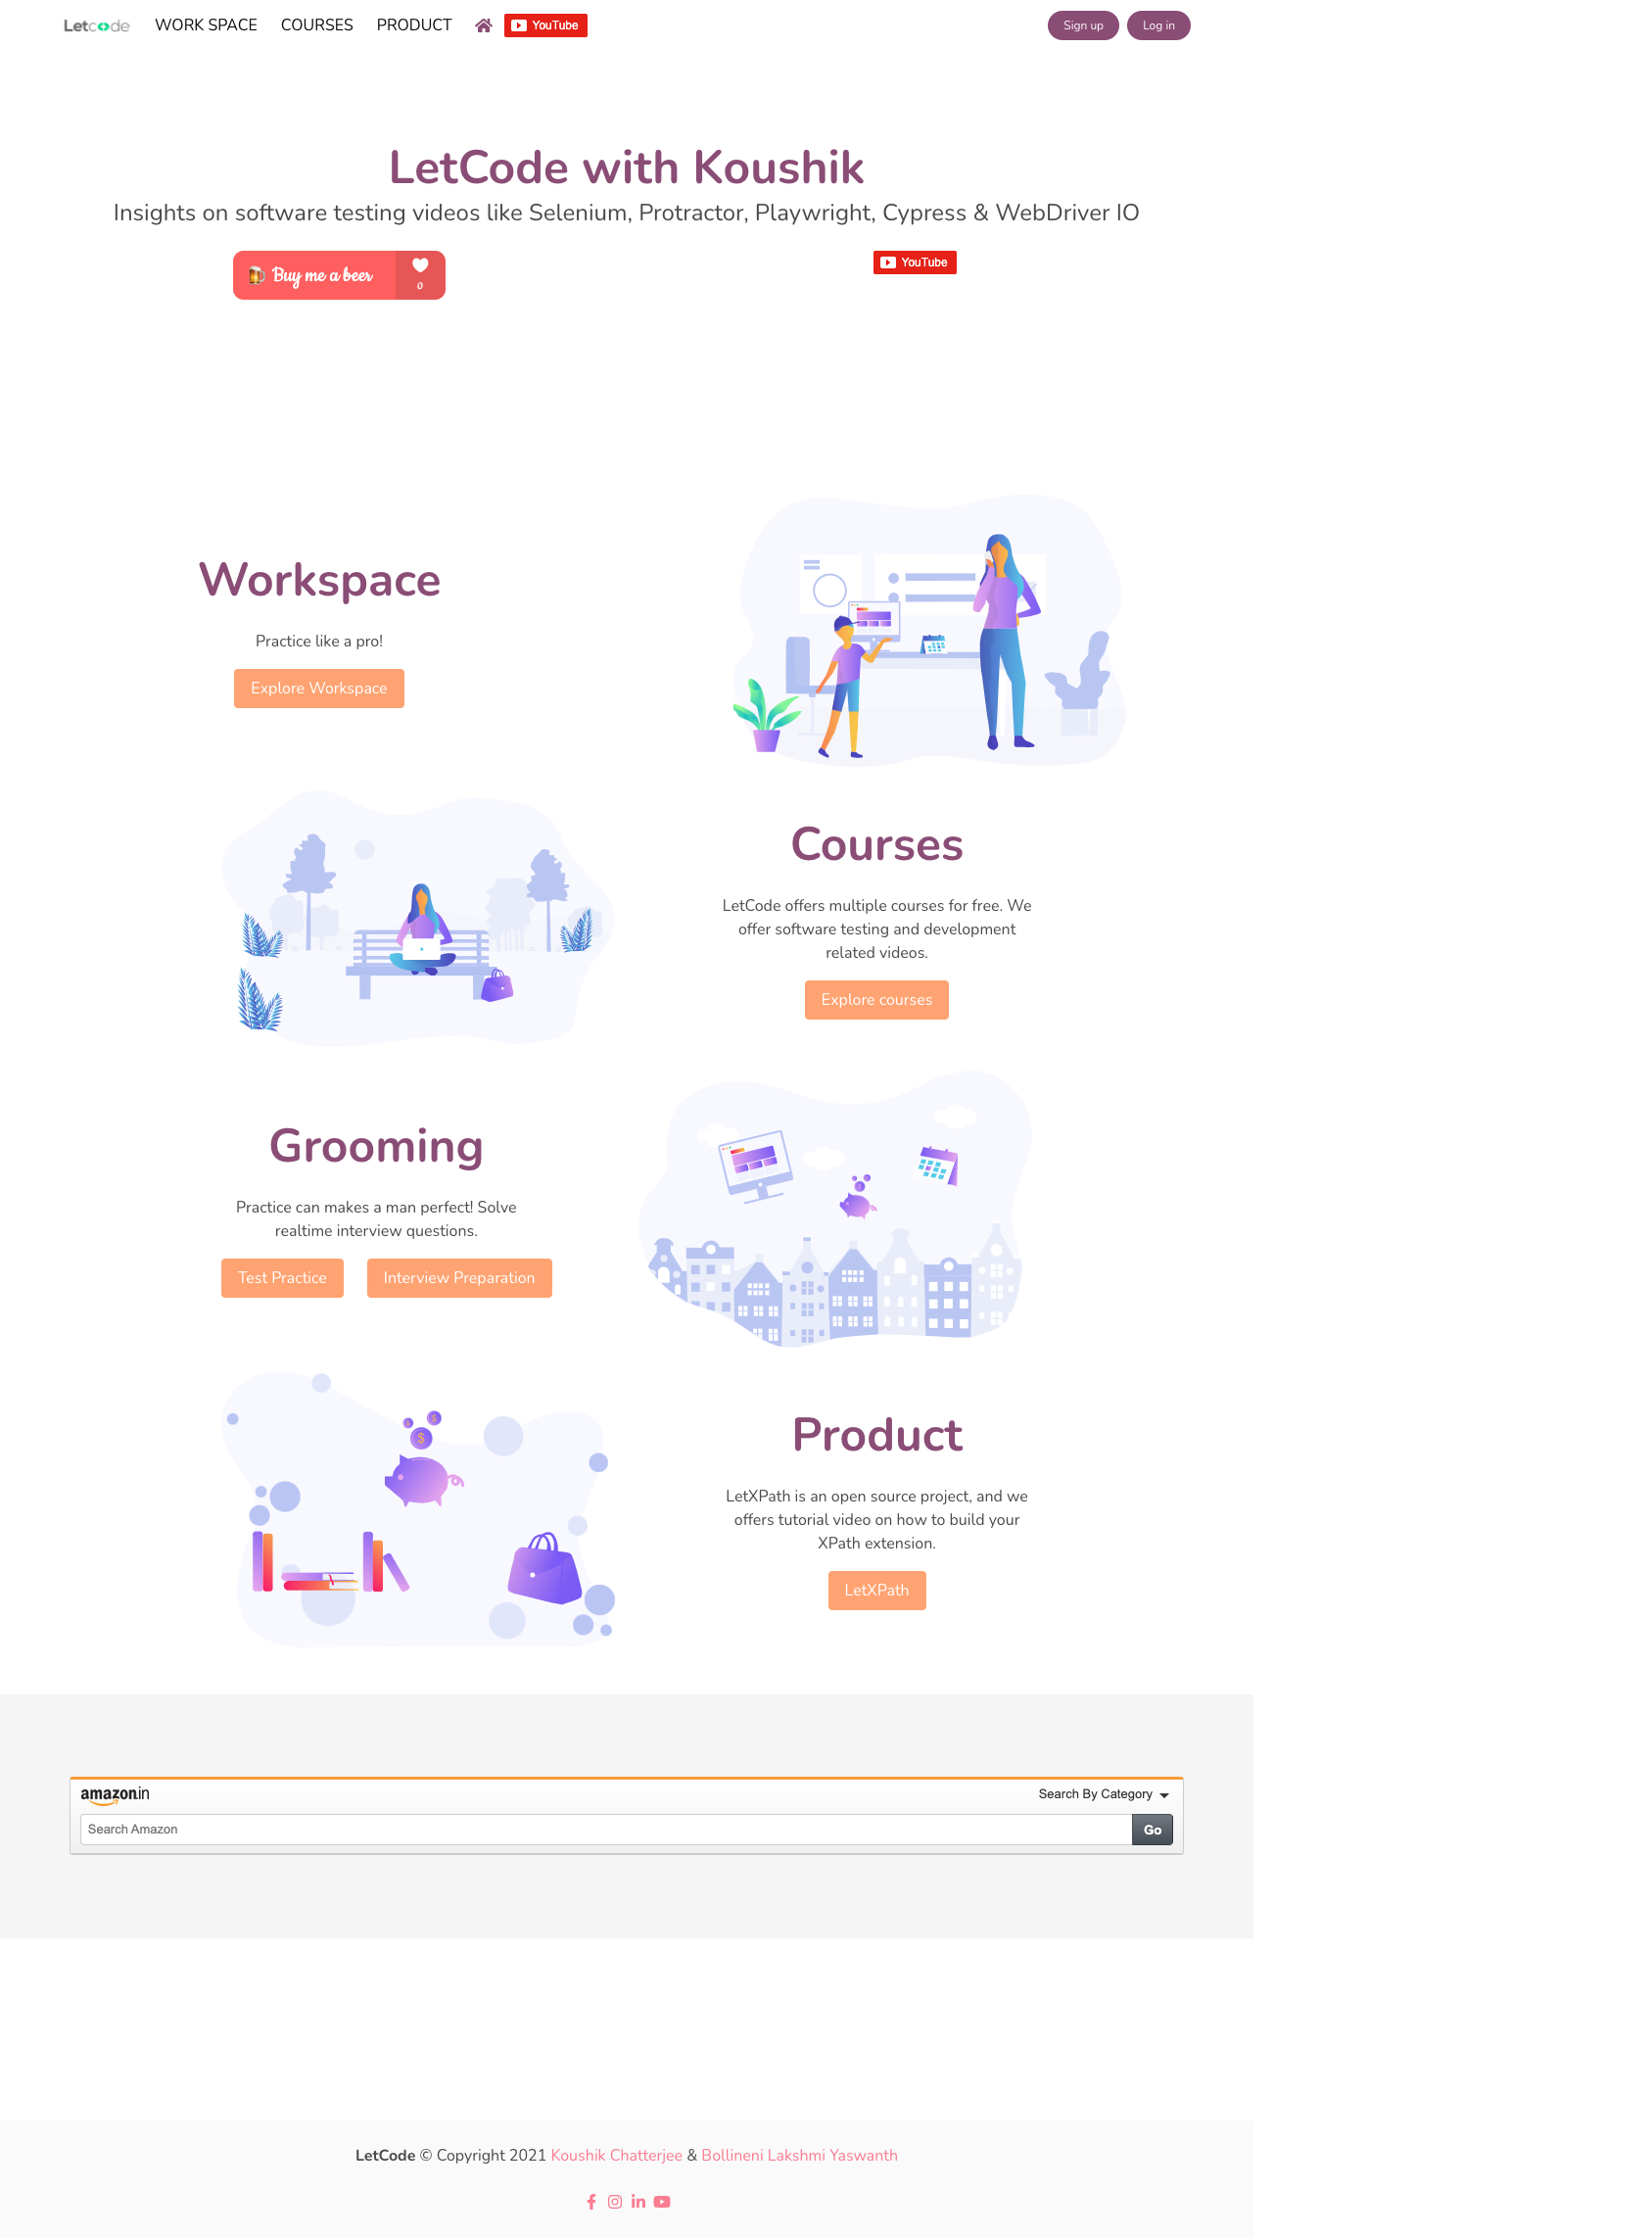 Letcode WORK SPACE COURSES PRODUCT YouTube Sign up Log in
LetCode with Koushik
Insights on software testing videos like Selenium, Protractor, Playwright, Cypress & WebDriver IO
Buy me a beer 0 YouTube
Workspace
Practice like a pro!
Explore Workspace
Courses
LetCode offers multiple courses for free. We
offer software testing and development
related videos.
Explore courses
Grooming
Practice can makes a man perfect! Solve
realtime interview questions.
Test Practice Interview Preparation
Product
LetXPath is an open source project, and we
offers tutorial video on how to build your
XPath extension.
LetXPath
amazon.in Search By Category
Search Amazon Go
LetCode © Copyright 2021 Koushik Chatterjee & Bollineni Lakshmi Yaswanth